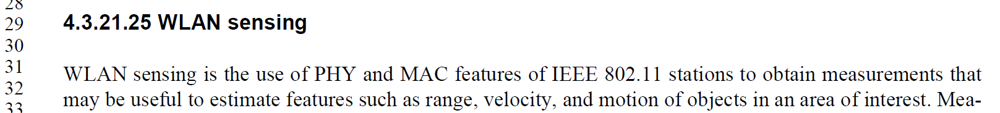 28
29 4.3.21.25 WLAN sensing
30
31 WLAN sensing is the use of PHY and MAC features of IEEE 802.11 stations to obtain measurements that
32 may be useful to estimate features such as range, velocity, and motion of objects in an area of interest. Mea-
33